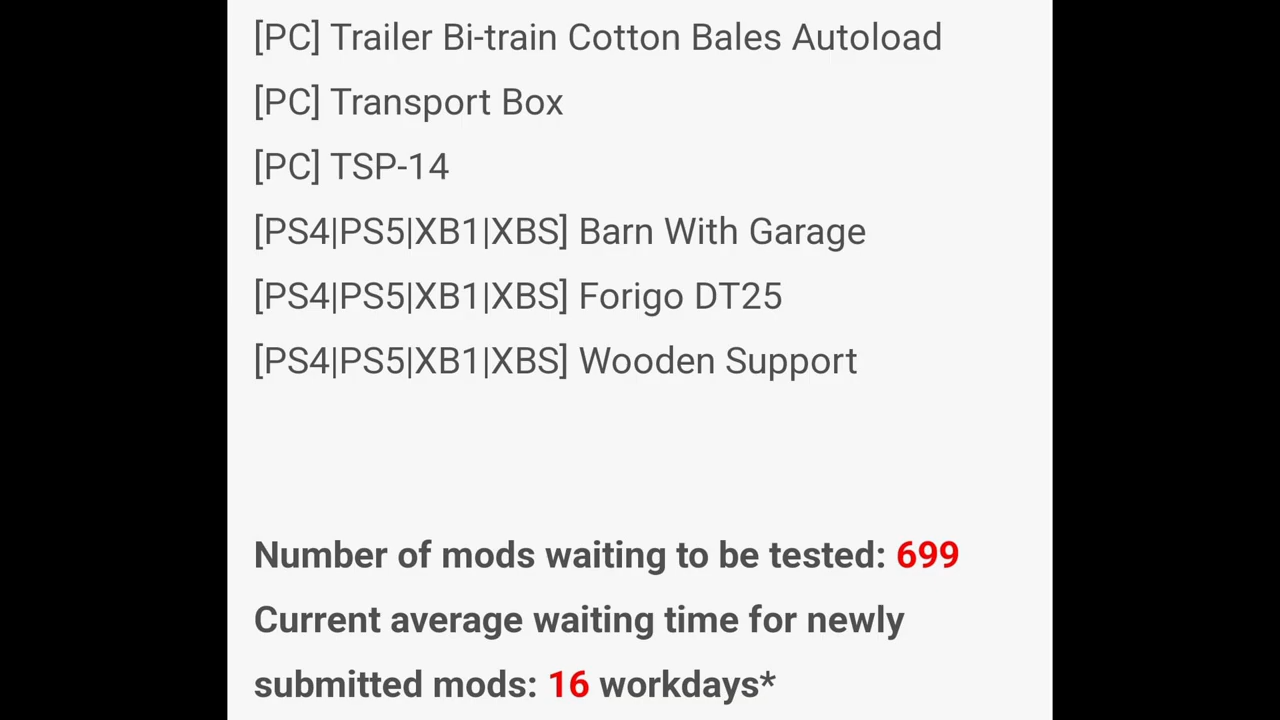 [PC] Trailer Bi-train Cotton Bales Autoload
[PC] Transport Box
[PC] TSP-14
[PS4|PS5|XB1|XBS] Barn With Garage
[PS4|PS5|XB1|XBS] Forigo DT25
[PS4|PS5|XB1|XBS] Wooden Support
Number of mods waiting to be tested: 699
Current average waiting time for newly
submitted mods: 16 workdays*